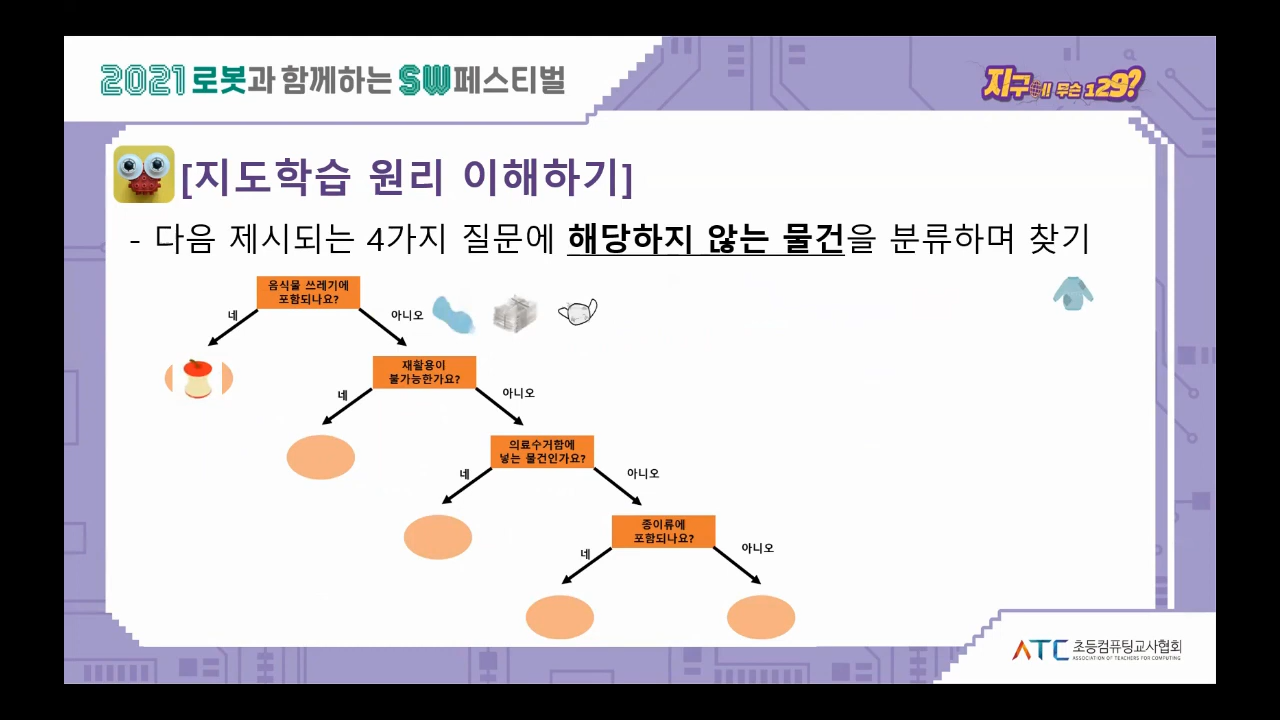 2021 로봇과 함께하는 SW페스티벌
지구에 무슨 129?
[지도학습 원리 이해하기]
- 다음 제시되는 4가지 질문에 해당하지 않는 물건을 분류하며 찾기
음식물 쓰레기에
포함되나요?
네
아니오
재활용이
불가능한가요?
네
아니오
의료수거함에
넣는 물건인가요?
네
아니오
종이류에
포함되나요?
네
아니오
ATC 초등컴퓨팅교사협회
ASSOCIATION OF TEACHERS FOR COMPUTING